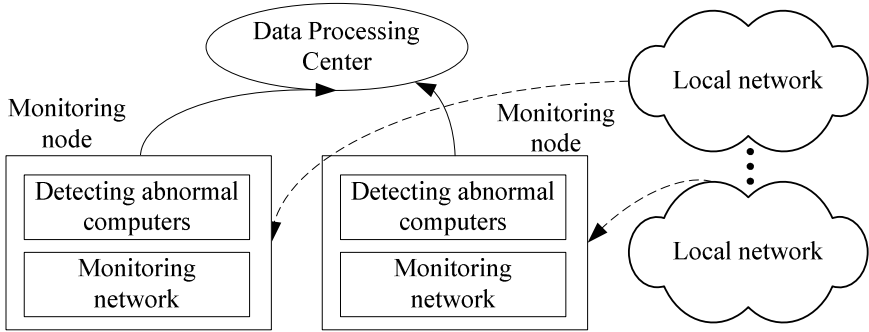 Data Processing
Center
Local network
Monitoring
node
Monitoring
node
Detecting abnormal
computers
Monitoring
network
Detecting abnormal
computers
Monitoring
network
Local network